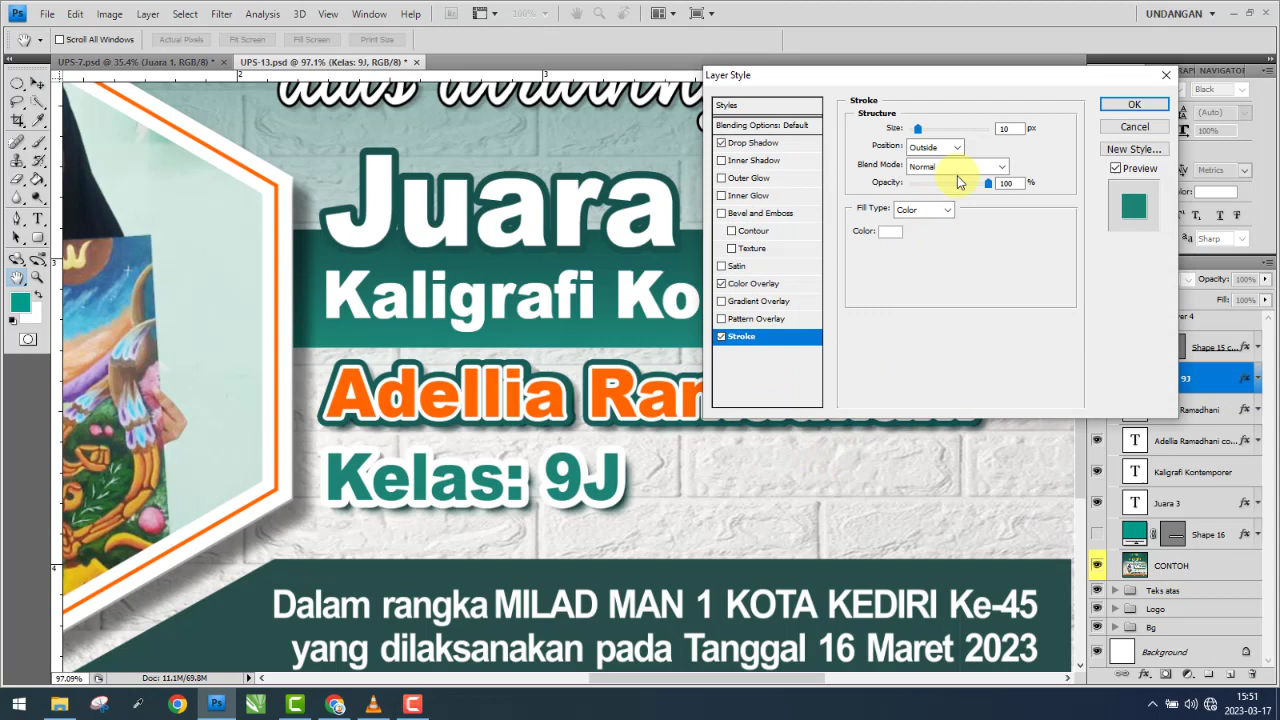 File Edit Image Layer Select Filter Analysis 3D View Window Help
100%
UNDANGAN
Scroll All Windows
Actual Pixels
Fit Screen
Fill Screen
Print Size
UPS-7.psd @ 35.4% (Juara 1, RGB/8) *
UPS-13.psd @ 97.1% (Kelas: 9J, RGB/8) *
NAVIGATOR
Layer Style
Styles
Blending Options: Default
Drop Shadow
Inner Shadow
Outer Glow
Inner Glow
Bevel and Emboss
Contour
Texture
Satin
Color Overlay
Gradient Overlay
Pattern Overlay
Stroke
Stroke
Structure
Size: 10 px
Position: Outside
Blend Mode: Normal
Opacity: 100 %
Fill Type: Color
Color:
OK
Cancel
New Style...
Preview
Black
(Auto)
100%
Metrics
Sharp
Opacity: 100%
Fill: 100%
Shape 15 c...
9J
Adellia Ramadhani co...
Kaligrafi Kontemporer
Juara 3
Shape 16
CONTOH
Teks atas
Logo
Bg
Background
Juara
Kaligrafi Ko
Adellia Ra
Kelas: 9J
Dalam rangka MILAD MAN 1 KOTA KEDIRI Ke-45
yang dilaksanakan pada Tanggal 16 Maret 2023
97.09%
Doc: 11.1M/69.8M
15:51
2023-03-17